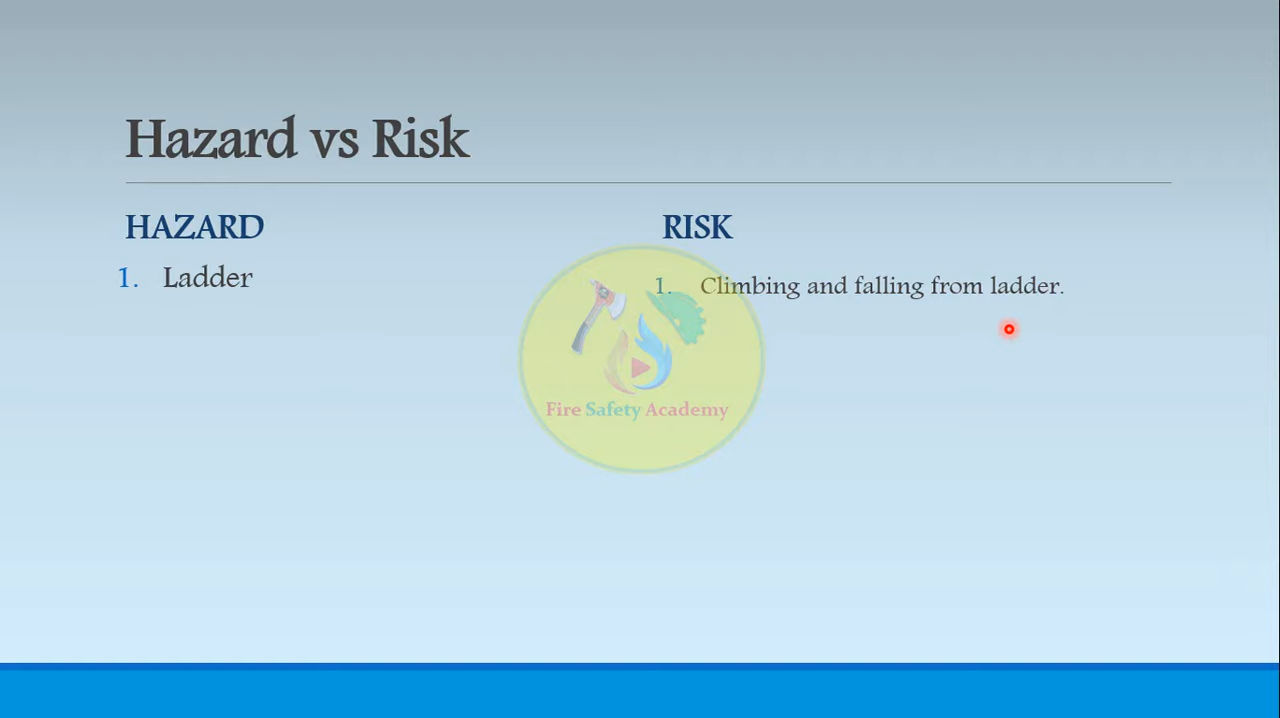 Hazard vs Risk
HAZARD
1. Ladder
RISK
1. Climbing and falling from ladder.
Fire Safety Academy